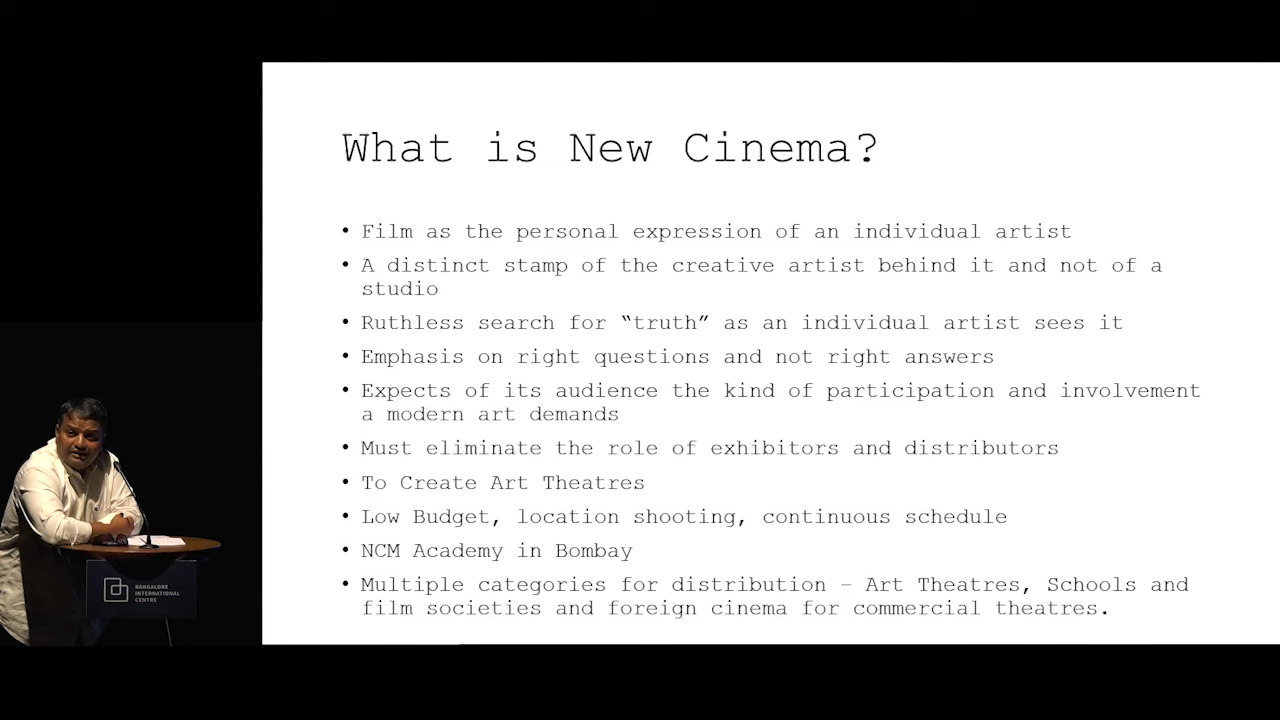 What is New Cinema?
• Film as the personal expression of an individual artist
• A distinct stamp of the creative artist behind it and not of a
studio
• Ruthless search for “truth” as an individual artist sees it
• Emphasis on right questions and not right answers
• Expects of its audience the kind of participation and involvement
a modern art demands
• Must eliminate the role of exhibitors and distributors
• To Create Art Theatres
• Low Budget, location shooting, continuous schedule
• NCM Academy in Bombay
• Multiple categories for distribution – Art Theatres, Schools and
film societies and foreign cinema for commercial theatres.
BANGALORE
INTERNATIONAL
CENTRE